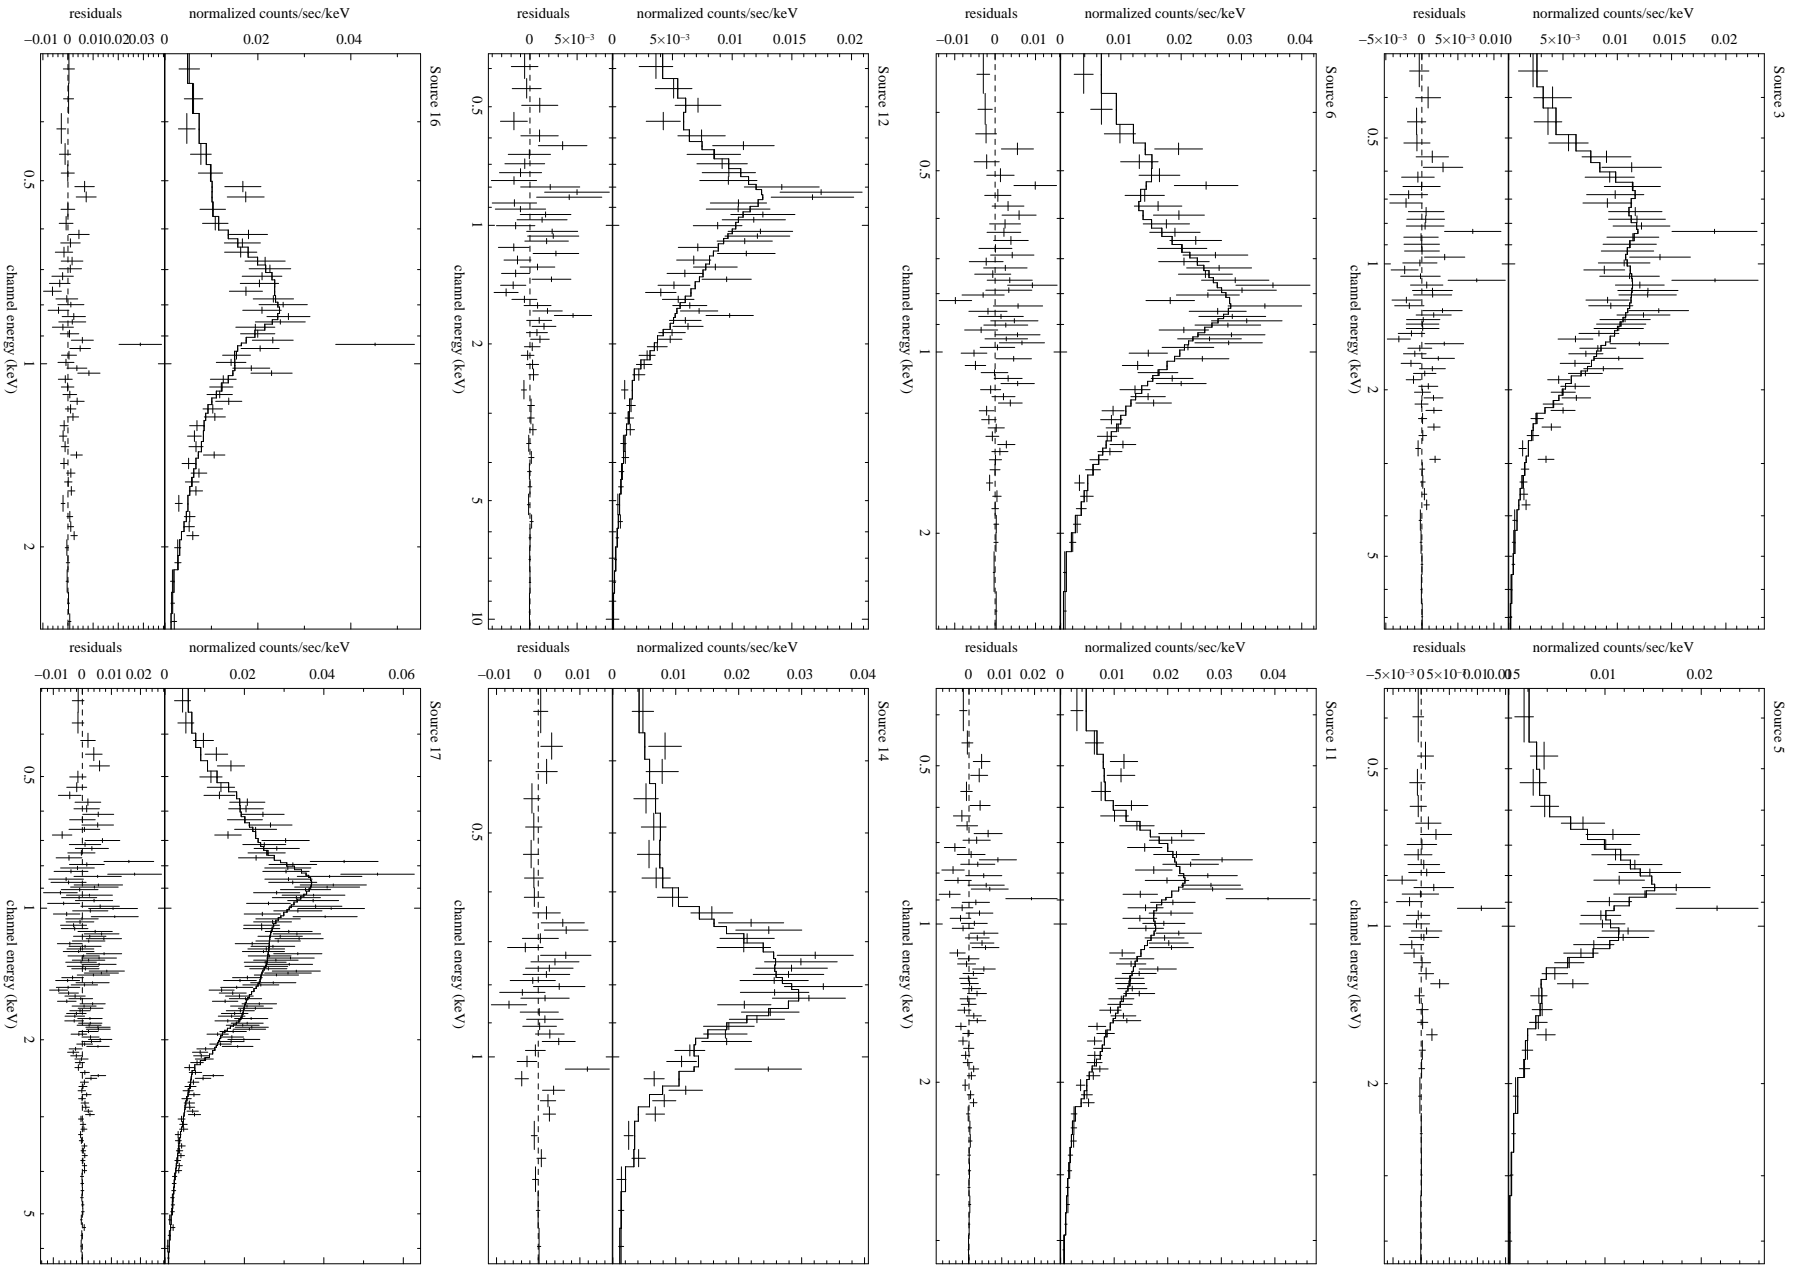 Source 3
normalized counts/sec/keV
0.02
0.015
0.01
5×10⁻³
0
residuals
0.010
5×10⁻³
0
−5×10⁻³
0.5
1
2
5
channel energy (keV)
Source 5
normalized counts/sec/keV
0.02
0.01
residuals
0
−5×10⁻³
0.5
1
2
channel energy (keV)
Source 6
normalized counts/sec/keV
0.04
0.03
0.02
0.01
0
residuals
0.01
0
−0.01
0.5
1
2
channel energy (keV)
Source 11
normalized counts/sec/keV
0.04
0.03
0.02
0.01
0
residuals
0.02
0.01
0
−0.01
0.5
1
2
channel energy (keV)
Source 12
normalized counts/sec/keV
0.02
0.015
0.01
5×10⁻³
0
residuals
5×10⁻³
0
0.5
1
2
5
10
channel energy (keV)
Source 14
normalized counts/sec/keV
0.04
0.03
0.02
0.01
0
residuals
0.01
0
−0.01
0.5
1
channel energy (keV)
Source 16
normalized counts/sec/keV
0.04
0.02
0
residuals
0.03
0.02
0.01
0
−0.01
0.5
1
2
channel energy (keV)
Source 17
normalized counts/sec/keV
0.06
0.04
0.02
0
residuals
0.02
0.01
0
−0.01
0.5
1
2
5
channel energy (keV)